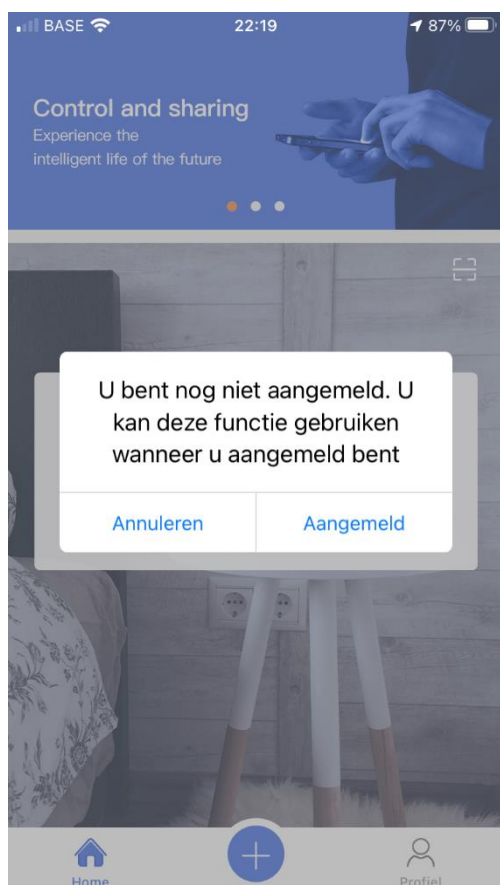 BASE 22:19 87%
Control and sharing
Experience the
intelligent life of the future
U bent nog niet aangemeld. U
kan deze functie gebruiken
wanneer u aangemeld bent
Annuleren Aangemeld
Home Profiel